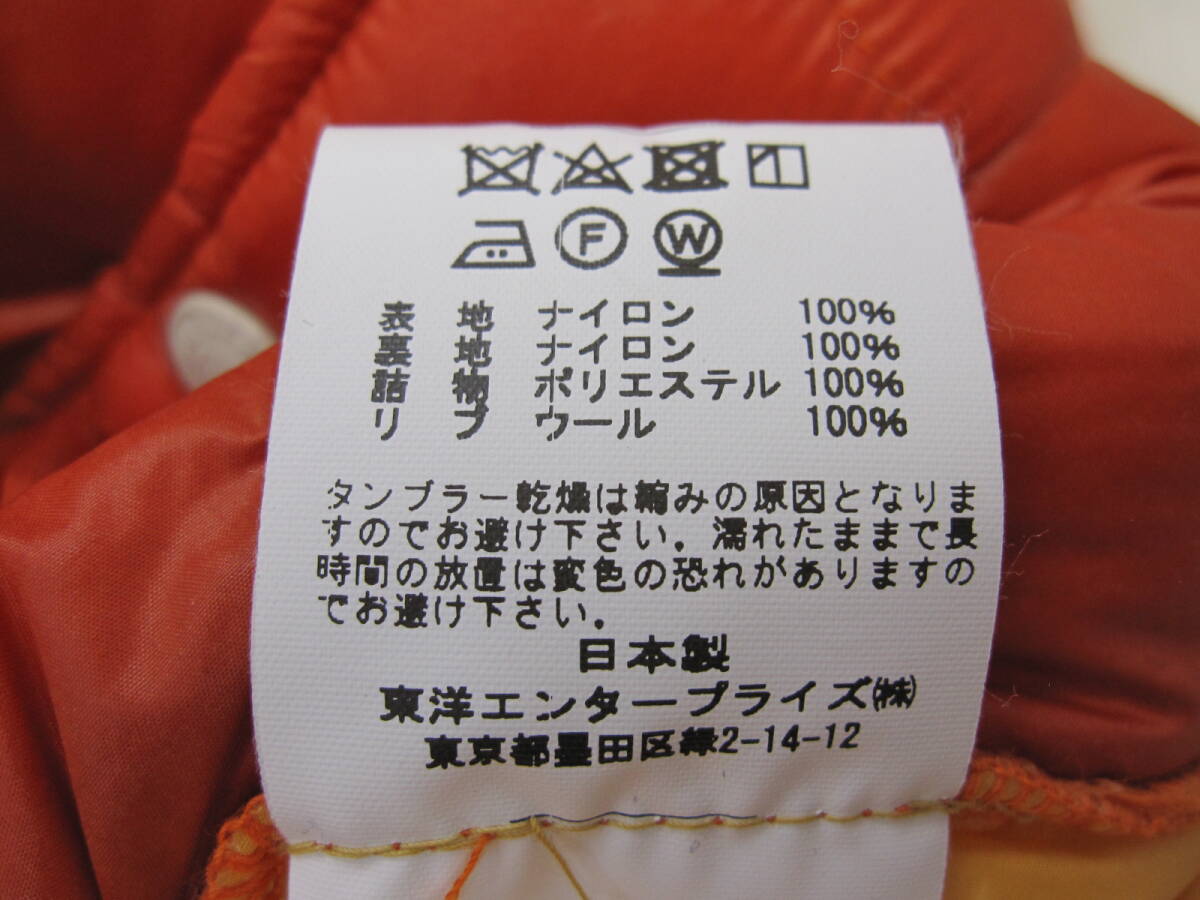 F W
表地 ナイロン 100%
裏地 ナイロン 100%
詰物 ポリエステル 100%
リブ ウール 100%
タンブラー乾燥は縮みの原因となりま
すのでお避け下さい。濡れたままで長
時間の放置は変色の恐れがありますの
でお避け下さい。
日本製
東洋エンタープライズ㈱
東京都墨田区緑2-14-12